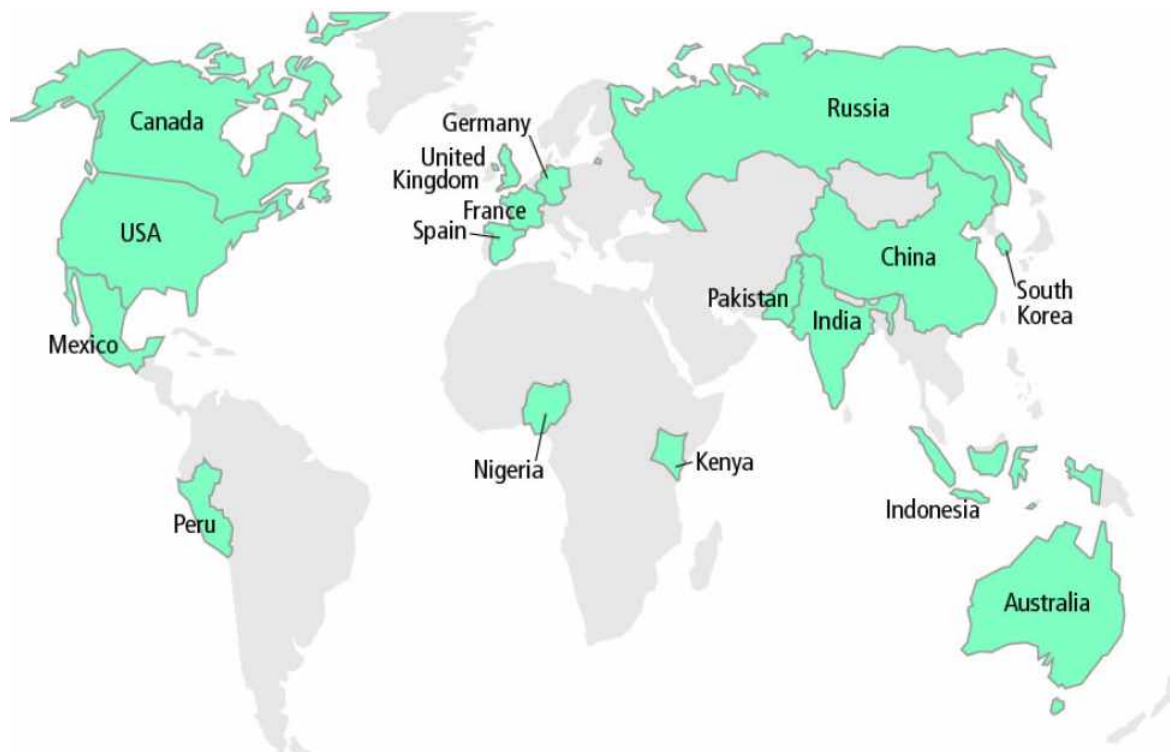 Canada
Russia
Germany
United
Kingdom
France
USA
Spain
China
Pakistan
South
Korea
India
Mexico
Nigeria
Kenya
Indonesia
Peru
Australia